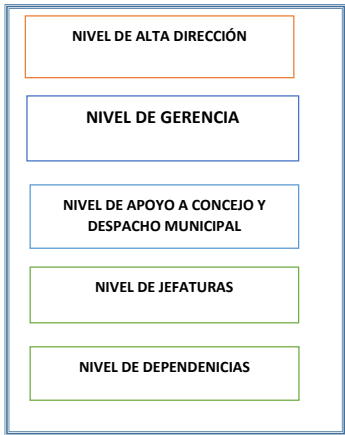 NIVEL DE ALTA DIRECCIÓN
NIVEL DE GERENCIA
NIVEL DE APOYO A CONCEJO Y
DESPACHO MUNICIPAL
NIVEL DE JEFATURAS
NIVEL DE DEPENDENICIAS